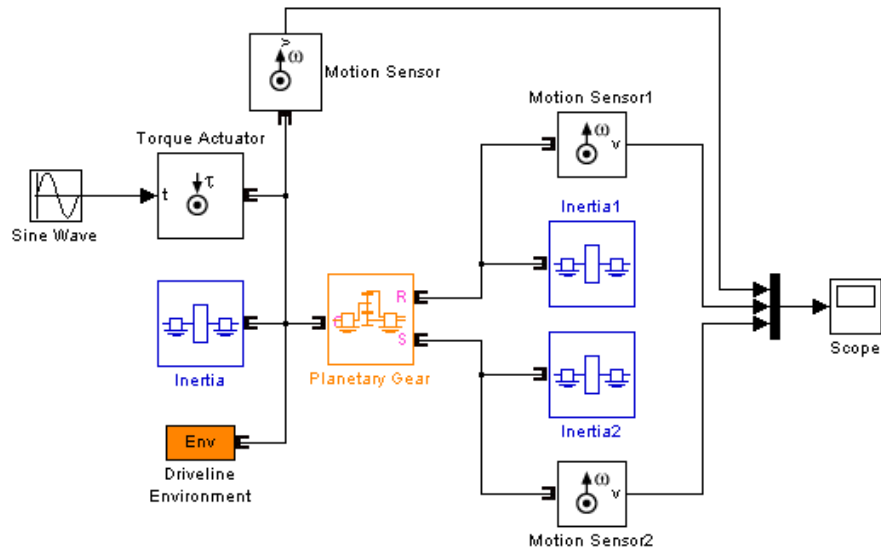 v
ω
Motion Sensor
Motion Sensor1
ω
v
Torque Actuator
t
τ
Sine Wave
Inertia1
R
C
S
Inertia
Planetary Gear
Scope
Inertia2
Env
Driveline
Environment
ω
v
Motion Sensor2